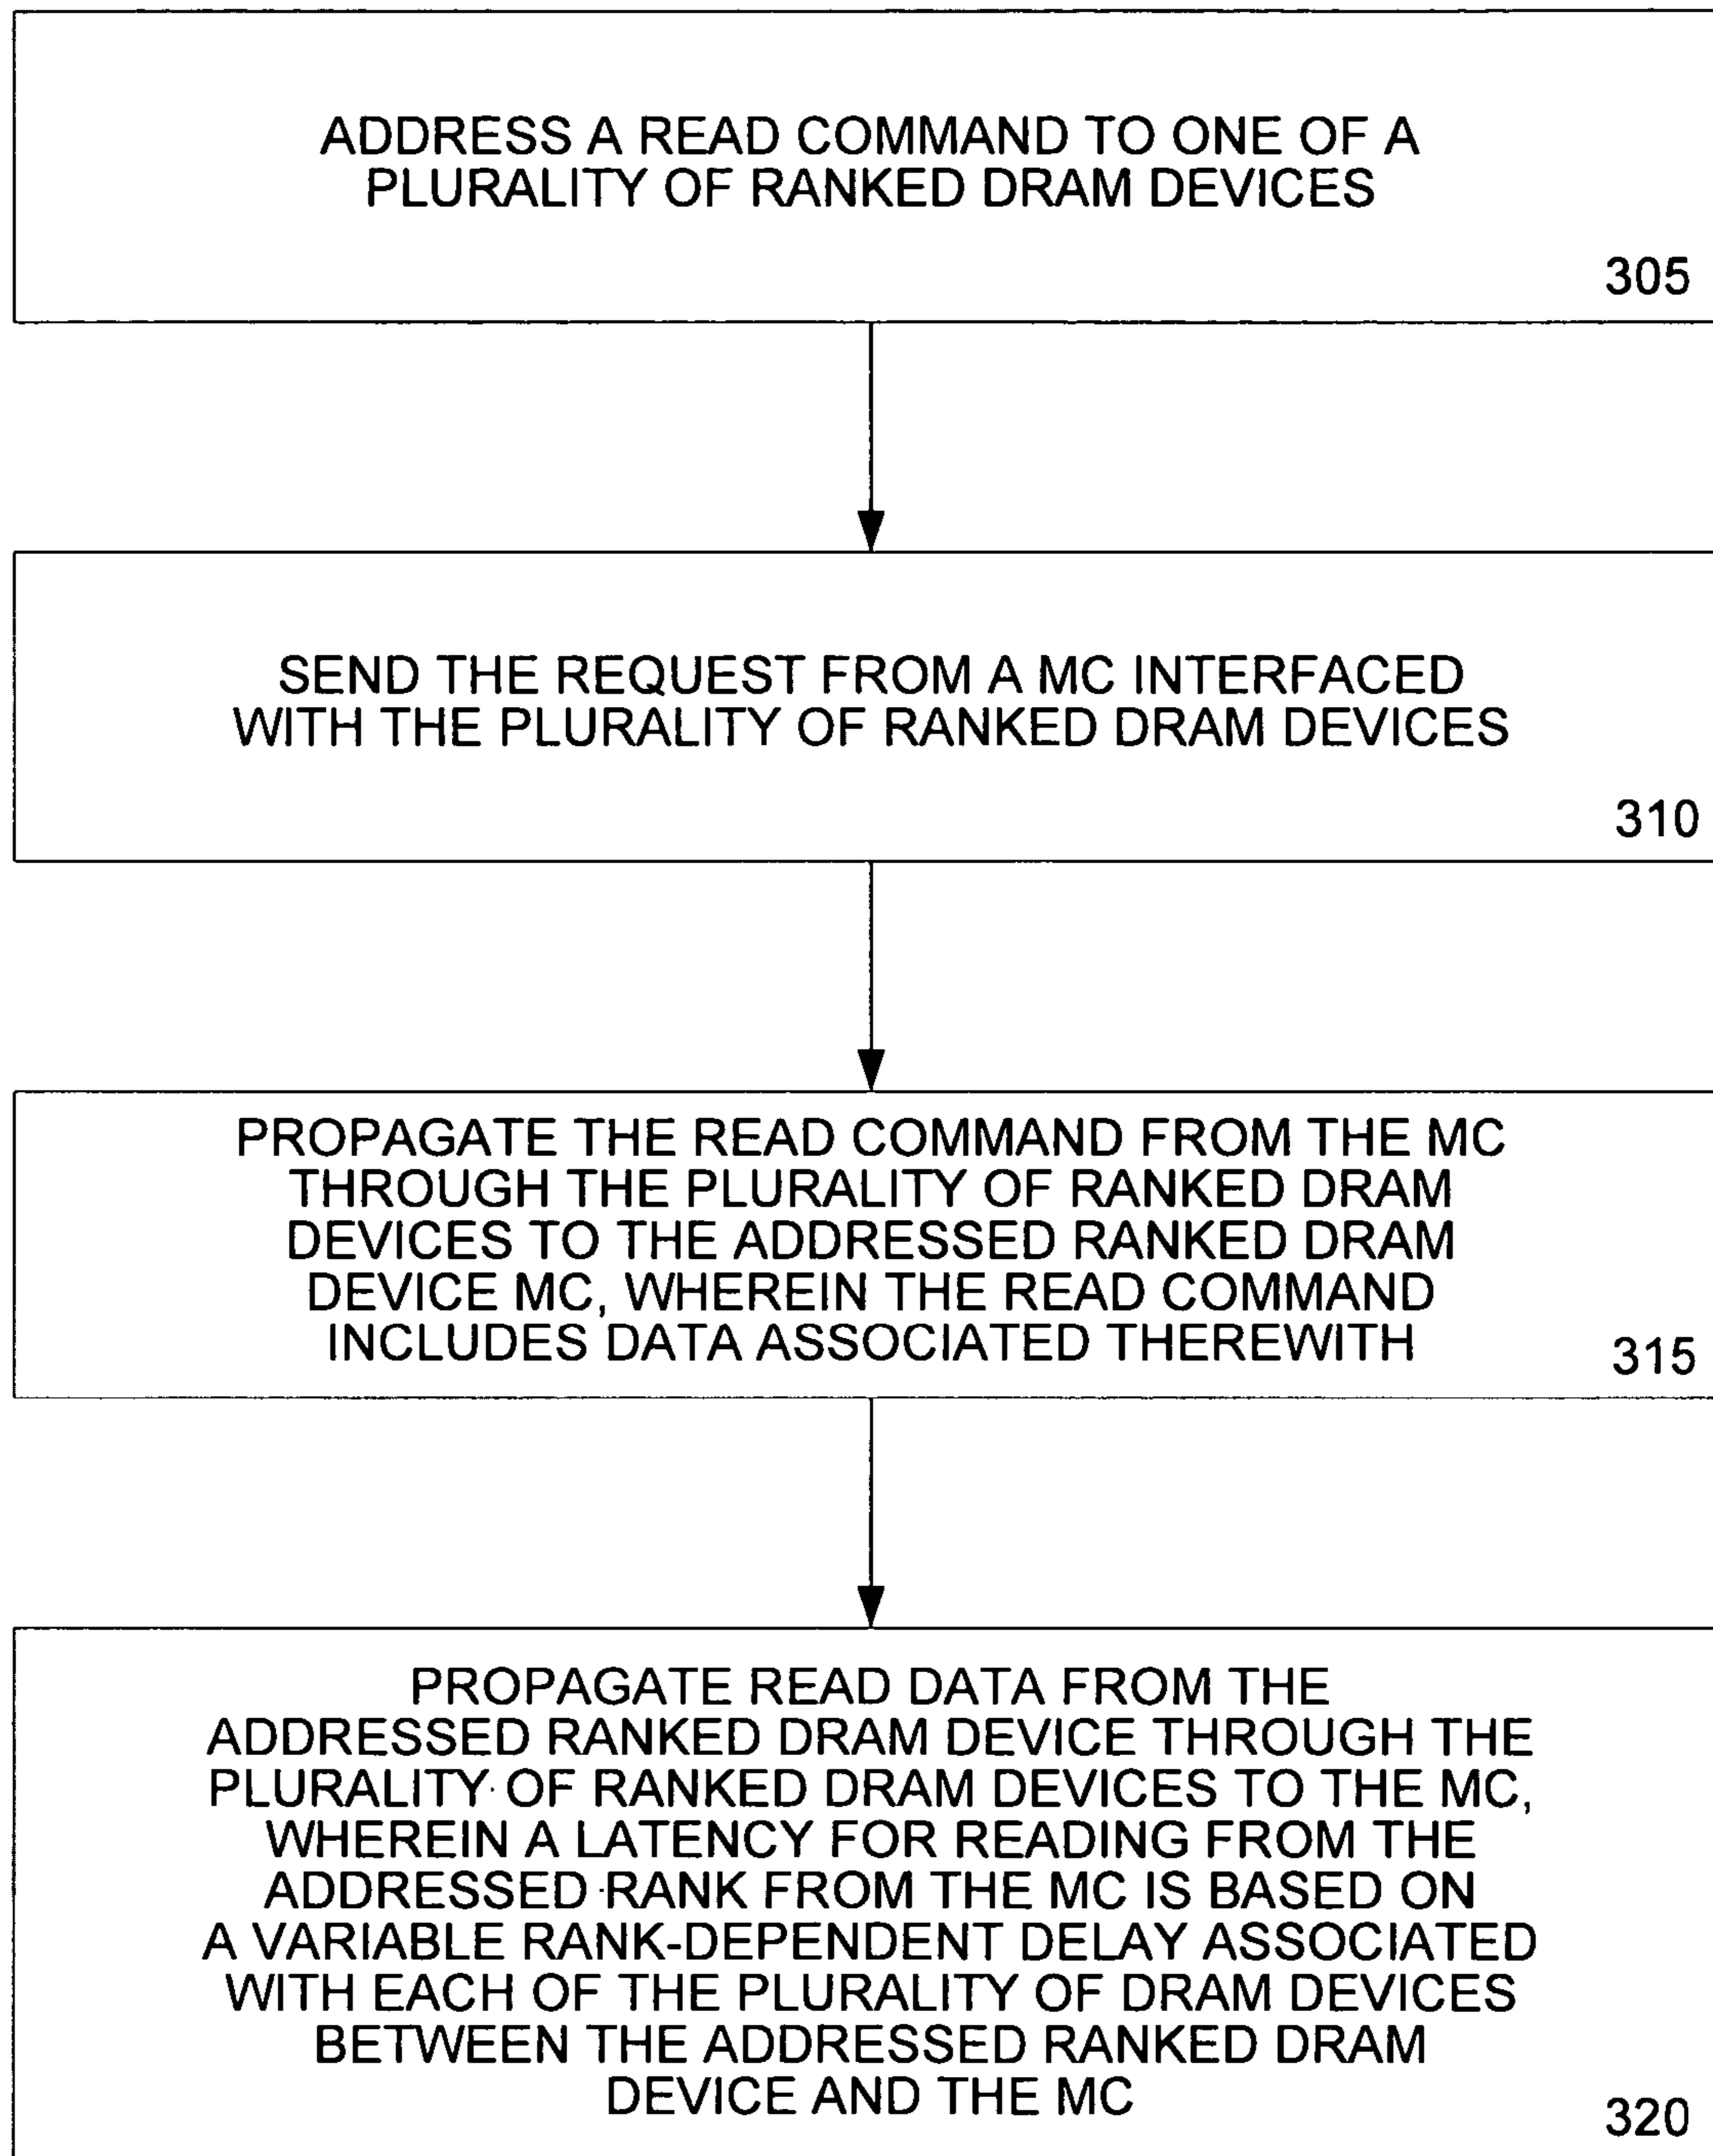 ADDRESS A READ COMMAND TO ONE OF A
PLURALITY OF RANKED DRAM DEVICES
305
SEND THE REQUEST FROM A MC INTERFACED
WITH THE PLURALITY OF RANKED DRAM DEVICES
310
PROPAGATE THE READ COMMAND FROM THE MC
THROUGH THE PLURALITY OF RANKED DRAM
DEVICES TO THE ADDRESSED RANKED DRAM
DEVICE MC, WHEREIN THE READ COMMAND
INCLUDES DATA ASSOCIATED THEREWITH
315
PROPAGATE READ DATA FROM THE
ADDRESSED RANKED DRAM DEVICE THROUGH THE
PLURALITY OF RANKED DRAM DEVICES TO THE MC,
WHEREIN A LATENCY FOR READING FROM THE
ADDRESSED RANK FROM THE MC IS BASED ON
A VARIABLE RANK-DEPENDENT DELAY ASSOCIATED
WITH EACH OF THE PLURALITY OF DRAM DEVICES
BETWEEN THE ADDRESSED RANKED DRAM
DEVICE AND THE MC
320